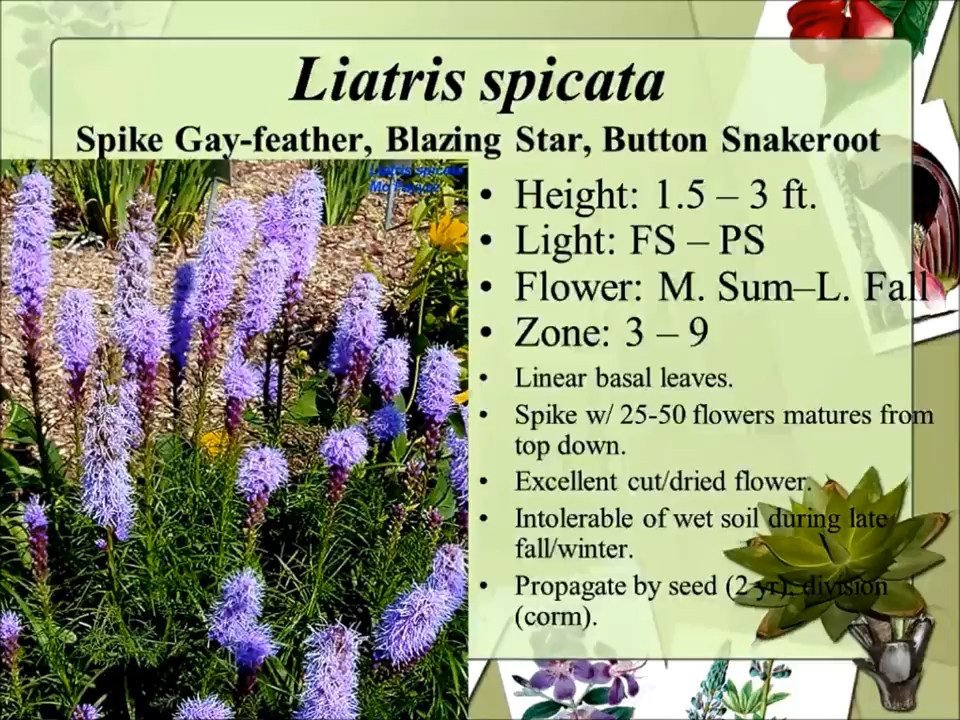 Liatris spicata
Spike Gay-feather, Blazing Star, Button Snakeroot
Liatris spicata
• Height: 1.5 – 3 ft.
• Light: FS – PS
• Flower: M. Sum–L. Fall
• Zone: 3 – 9
• Linear basal leaves.
• Spike w/ 25-50 flowers matures from
top down.
• Excellent cut/dried flower.
• Intolerable of wet soil during late
fall/winter.
• Propagate by seed (2 yr), division
(corm).